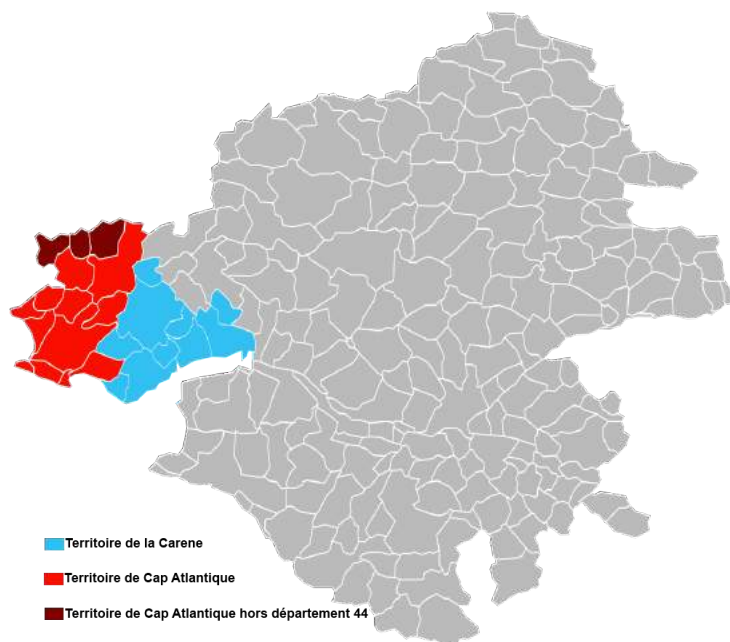 Territoire de la Carene
Territoire de Cap Atlantique
Territoire de Cap Atlantique hors département 44